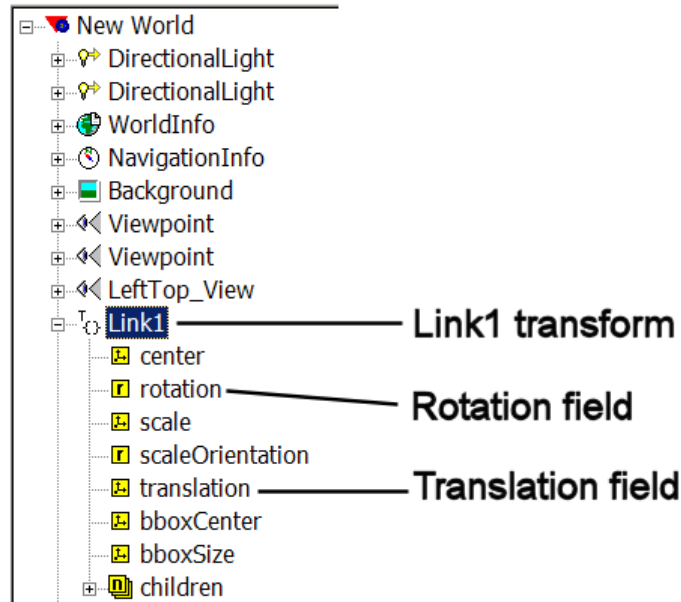 New World
DirectionalLight
DirectionalLight
WorldInfo
NavigationInfo
Background
Viewpoint
Viewpoint
LeftTop_View
T{} Link1 Link1 transform
center
r rotation Rotation field
scale
r scaleOrientation
translation Translation field
bboxCenter
bboxSize
n children